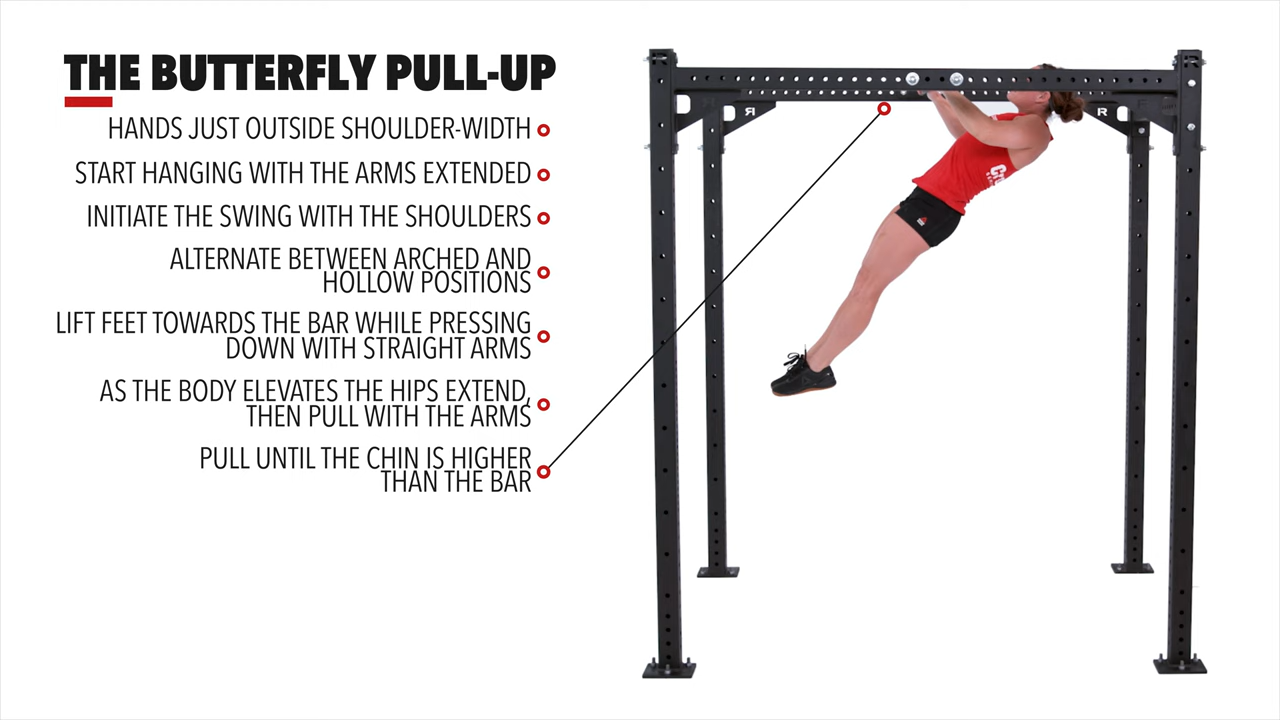 THE BUTTERFLY PULL-UP
HANDS JUST OUTSIDE SHOULDER-WIDTH
START HANGING WITH THE ARMS EXTENDED
INITIATE THE SWING WITH THE SHOULDERS
ALTERNATE BETWEEN ARCHED AND
HOLLOW POSITIONS
LIFT FEET TOWARDS THE BAR WHILE PRESSING
DOWN WITH STRAIGHT ARMS
AS THE BODY ELEVATES THE HIPS EXTEND,
THEN PULL WITH THE ARMS
PULL UNTIL THE CHIN IS HIGHER
THAN THE BAR
R